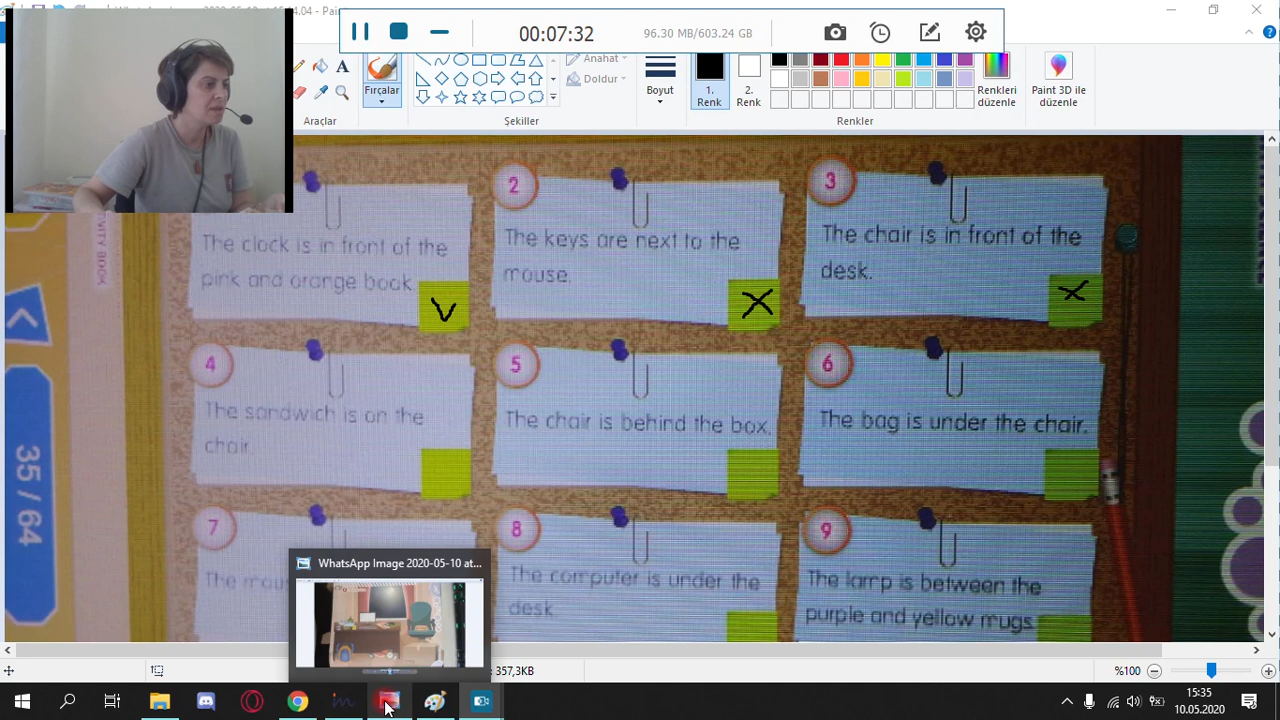 00:07:32
96.30 MB/603.24 GB
Anahat
Doldur
Fırçalar
Boyut
1.
Renk
2.
Renk
Renkleri
düzenle
Paint 3D ile
düzenle
Araçlar
Şekiller
Renkler
ACTIVITY BOOK
35 / 64
2
3
The clock is in front of the
pink and orange book.
V
The keys are next to the
mouse.
X
The chair is in front of the
desk.
X
4
5
6
The sandwich is on the
chair.
The chair is behind the box.
The bag is under the chair.
7
8
9
The mous
The computer is under the
desk.
The lamp is between the
purple and yellow mugs.
WhatsApp Image 2020-05-10 at...
357,3KB
%100
15:35
10.05.2020